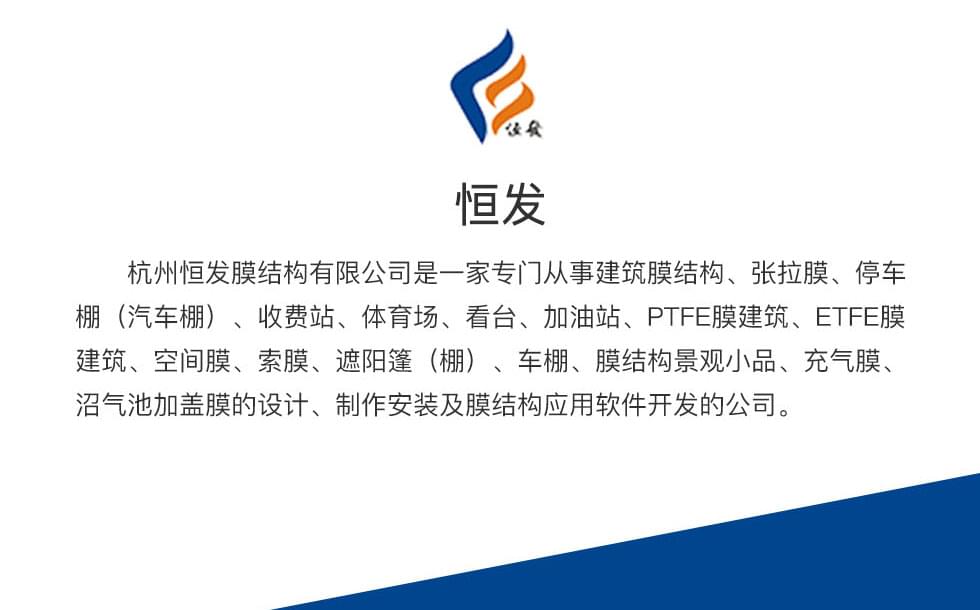 恒发
恒发
杭州恒发膜结构有限公司是一家专门从事建筑膜结构、张拉膜、停车
棚（汽车棚）、收费站、体育场、看台、加油站、PTFE膜建筑、ETFE膜
建筑、空间膜、索膜、遮阳篷（棚）、车棚、膜结构景观小品、充气膜、
沼气池加盖膜的设计、制作安装及膜结构应用软件开发的公司。